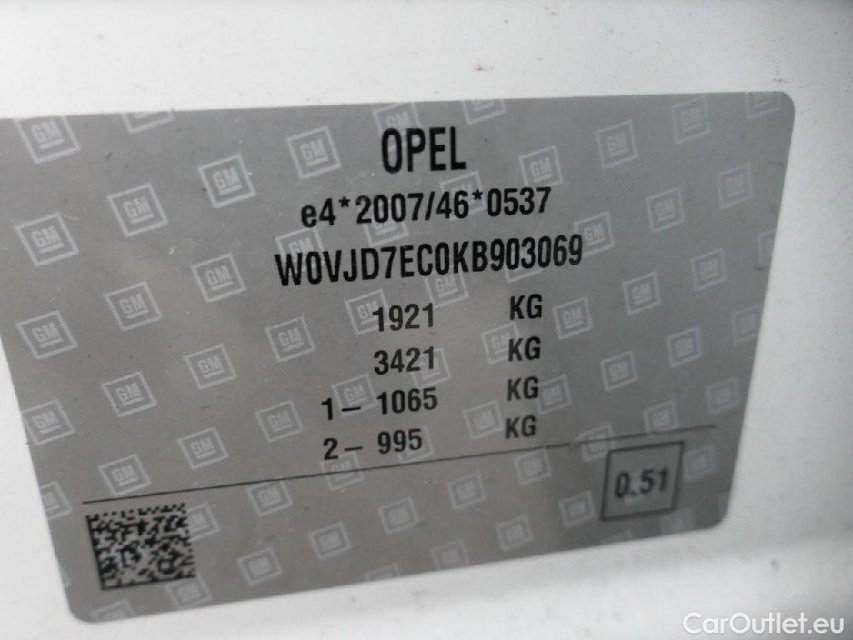 OPEL
e4*2007/46*0537
W0VJD7EC0KB903069
1921 KG
3421 KG
1– 1065 KG
2– 995 KG
0.51
CarOutlet.eu